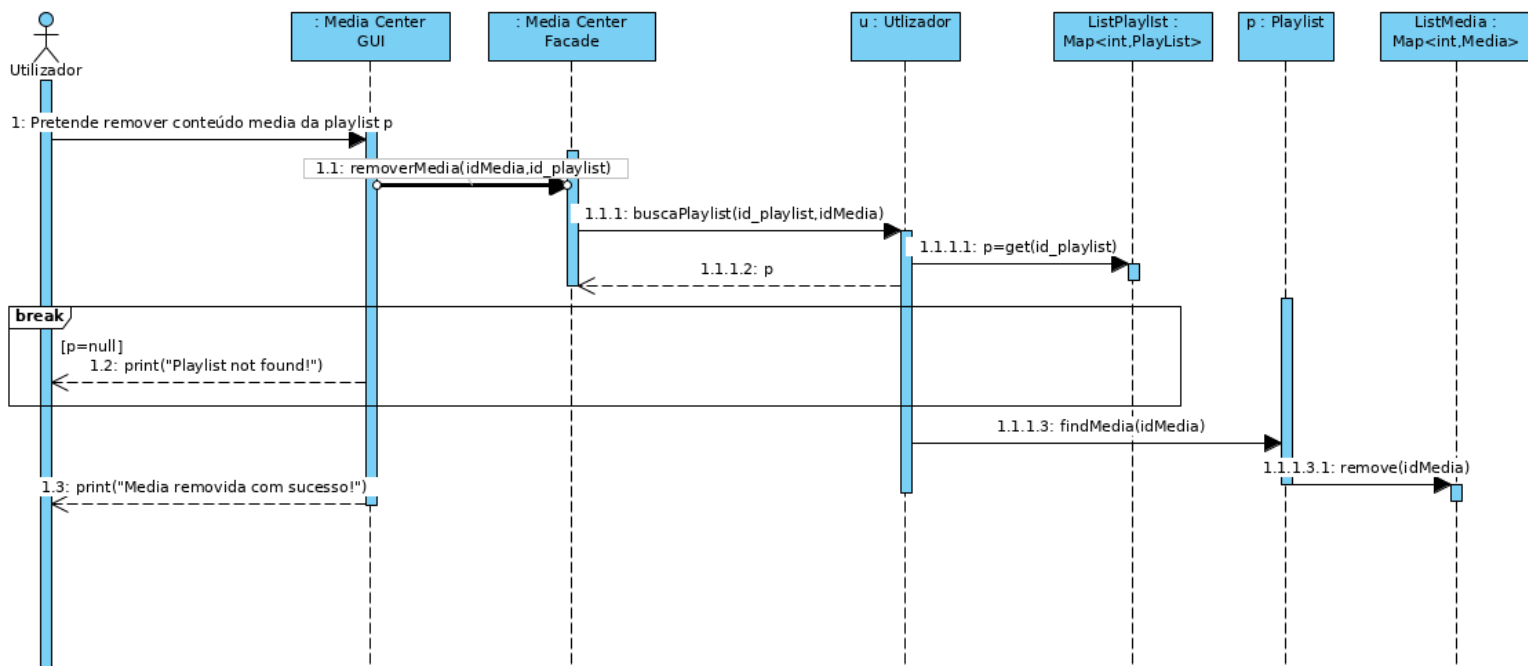 : Media Center
GUI
: Media Center
Facade
u : Utlizador
ListPlaylIst :
Map<int,PlayList>
p : Playlist
ListMedia :
Map<int,Media>
Utilizador
1: Pretende remover conteúdo media da playlist p
1.1: removerMedia(idMedia,id_playlist)
1.1.1: buscaPlaylist(id_playlist,idMedia)
1.1.1.1: p=get(id_playlist)
1.1.1.2: p
break
[p=null]
1.2: print("Playlist not found!")
1.1.1.3: findMedia(idMedia)
1.1.1.3.1: remove(idMedia)
1.3: print("Media removida com sucesso!")